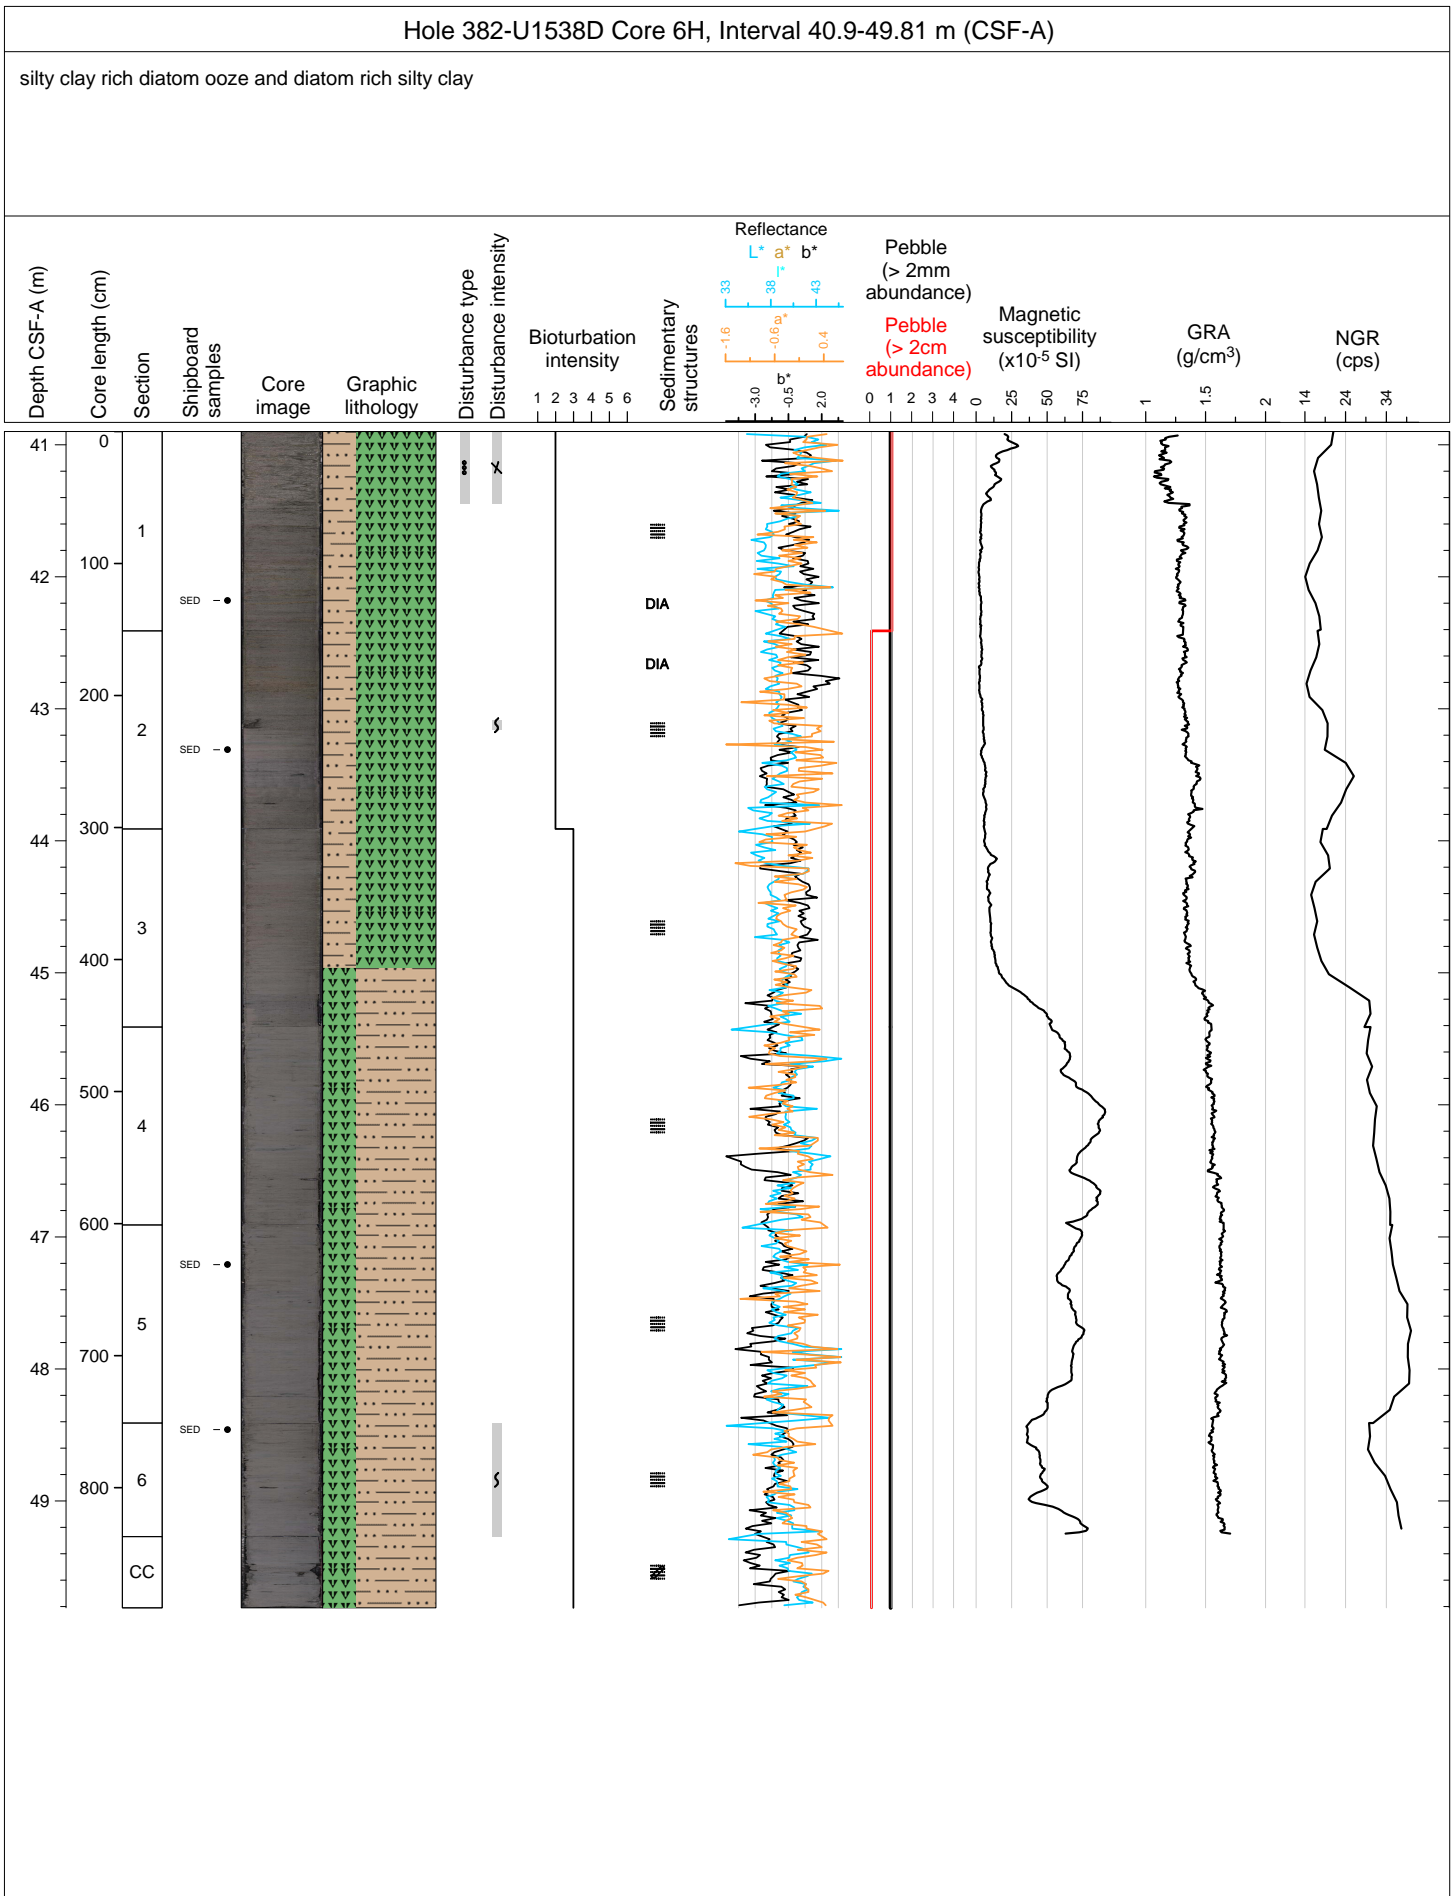 Hole 382-U1538D Core 6H, Interval 40.9-49.81 m (CSF-A)
silty clay rich diatom ooze and diatom rich silty clay
Depth CSF-A (m)
Core length (cm)
Section
Shipboard
samples
Core
image
Graphic
lithology
Disturbance type
Disturbance intensity
Bioturbation
intensity
1 2 3 4 5 6
Sedimentary
structures
Reflectance
L* a* b*
l*
33 38 43
a*
-1.6 -0.6 0.4
b*
-3.0 -0.5 2.0
Pebble
(> 2mm
abundance)
Pebble
(> 2cm
abundance)
0 1 2 3 4
Magnetic
susceptibility
(x10-5 SI)
0 25 50 75
GRA
(g/cm3)
1 1.5 2
NGR
(cps)
14 24 34
41
42
43
44
45
46
47
48
49
0
100
200
300
400
500
600
700
800
1
2
3
4
5
6
CC
SED
SED
SED
SED
DIA
DIA